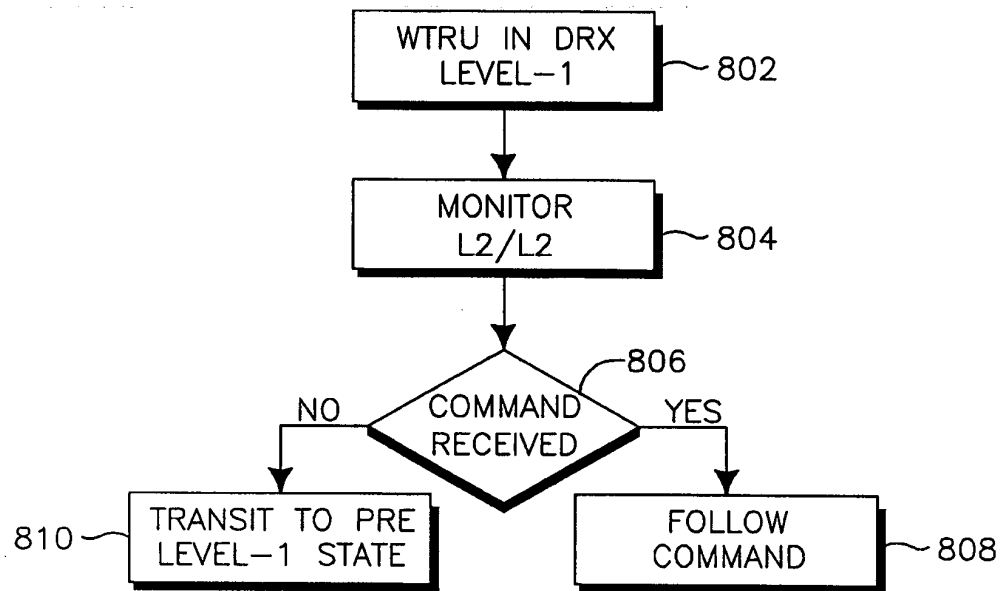 WTRU IN DRX
LEVEL-1
802
MONITOR
L2/L2
804
806
COMMAND
RECEIVED
NO
YES
810
TRANSIT TO PRE
LEVEL-1 STATE
FOLLOW
COMMAND
808